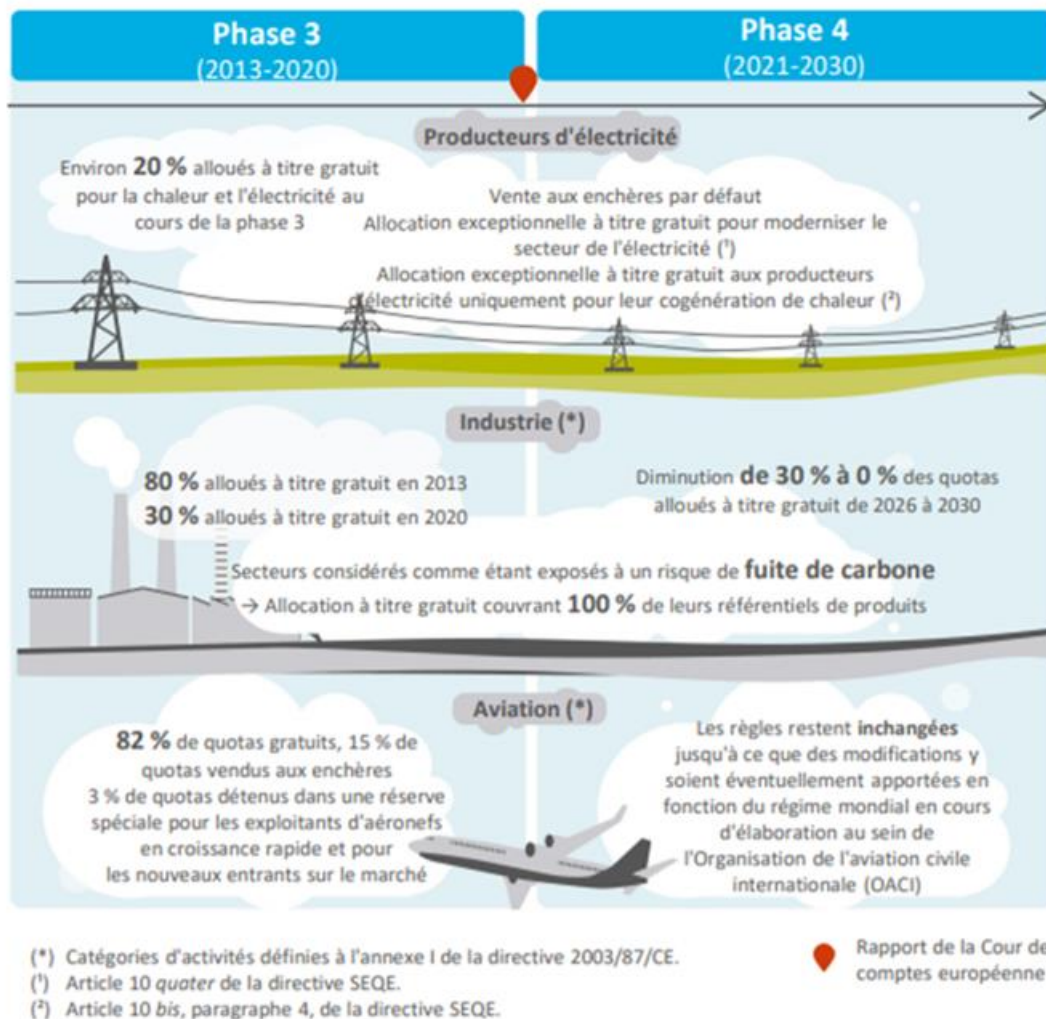 Phase 3
(2013-2020)
Phase 4
(2021-2030)
Producteurs d'électricité
Environ 20 % alloués à titre gratuit
pour la chaleur et l'électricité au
cours de la phase 3
Vente aux enchères par défaut
Allocation exceptionnelle à titre gratuit pour moderniser le
secteur de l'électricité (¹)
Allocation exceptionnelle à titre gratuit aux producteurs
d'électricité uniquement pour leur cogénération de chaleur (²)
Industrie (*)
80 % alloués à titre gratuit en 2013
30 % alloués à titre gratuit en 2020
Diminution de 30 % à 0 % des quotas
alloués à titre gratuit de 2026 à 2030
Secteurs considérés comme étant exposés à un risque de fuite de carbone
→ Allocation à titre gratuit couvrant 100 % de leurs référentiels de produits
Aviation (*)
82 % de quotas gratuits, 15 % de
quotas vendus aux enchères
3 % de quotas détenus dans une réserve
spéciale pour les exploitants d'aéronefs
en croissance rapide et pour
les nouveaux entrants sur le marché
Les règles restent inchangées
jusqu'à ce que des modifications y
soient éventuellement apportées en
fonction du régime mondial en cours
d'élaboration au sein de
l'Organisation de l'aviation civile
internationale (OACI)
(*) Catégories d'activités définies à l'annexe I de la directive 2003/87/CE.
(¹) Article 10 quater de la directive SEQE.
(²) Article 10 bis, paragraphe 4, de la directive SEQE.
Rapport de la Cour de
comptes européenne